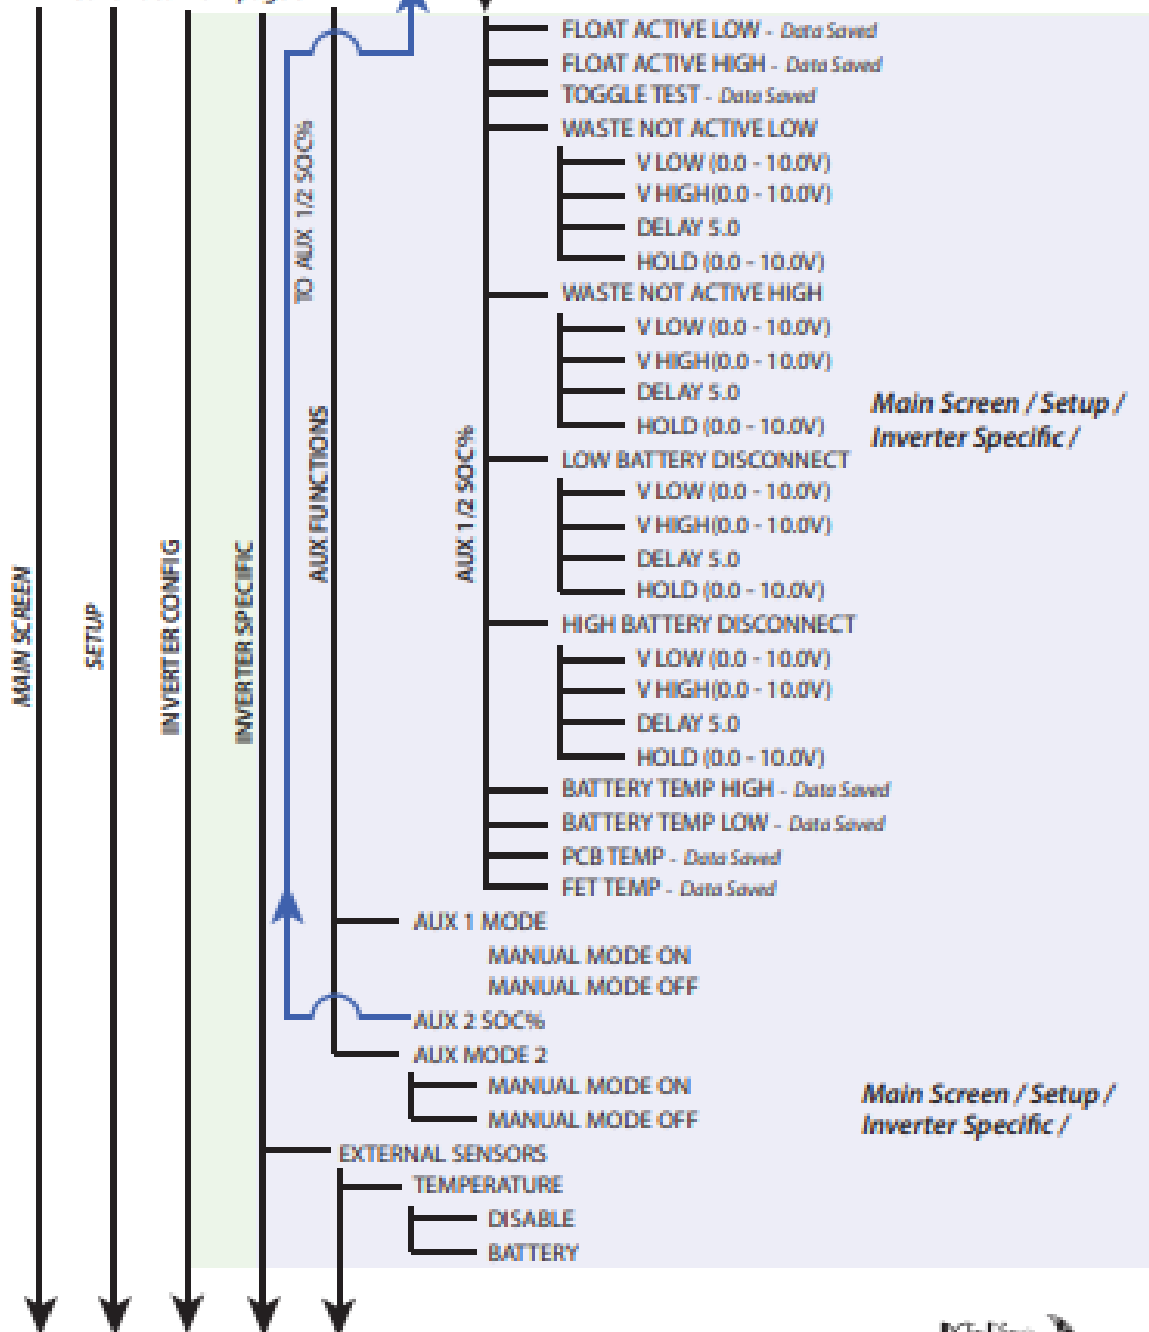 FLOAT ACTIVE LOW - Data Saved
FLOAT ACTIVE HIGH - Data Saved
TOGGLE TEST - Data Saved
WASTE NOT ACTIVE LOW
V LOW (0.0 - 10.0V)
V HIGH(0.0 - 10.0V)
DELAY 5.0
HOLD (0.0 - 10.0V)
WASTE NOT ACTIVE HIGH
V LOW (0.0 - 10.0V)
V HIGH(0.0 - 10.0V)
DELAY 5.0
HOLD (0.0 - 10.0V)
LOW BATTERY DISCONNECT
V LOW (0.0 - 10.0V)
V HIGH(0.0 - 10.0V)
DELAY 5.0
HOLD (0.0 - 10.0V)
HIGH BATTERY DISCONNECT
V LOW (0.0 - 10.0V)
V HIGH(0.0 - 10.0V)
DELAY 5.0
HOLD (0.0 - 10.0V)
BATTERY TEMP HIGH - Data Saved
BATTERY TEMP LOW - Data Saved
PCB TEMP - Data Saved
FET TEMP - Data Saved
AUX 1 MODE
MANUAL MODE ON
MANUAL MODE OFF
AUX 2 SOC%
AUX MODE 2
MANUAL MODE ON
MANUAL MODE OFF
EXTERNAL SENSORS
TEMPERATURE
DISABLE
BATTERY
MAIN SCREEN
SETUP
INVERTER CONFIG
INVERTER SPECIFIC
TO AUX 1/2 SOC%
AUX FUNCTIONS
AUX 1/2 SOC%
Main Screen / Setup /
Inverter Specific /
Main Screen / Setup /
Inverter Specific /